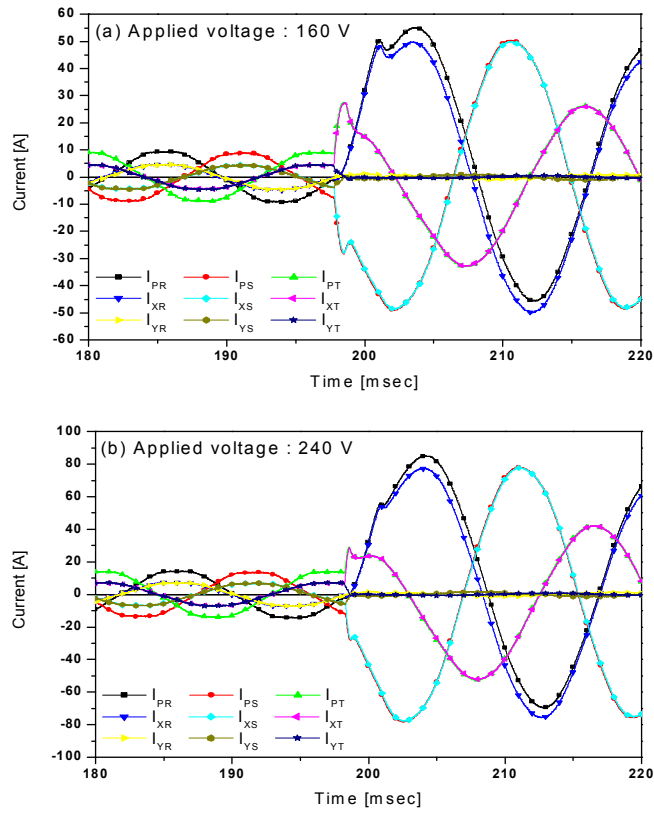 (a) Applied voltage : 160 V
60
50
40
30
20
10
0
-10
-20
-30
-40
-50
-60
Current [A]
I_PR I_PS I_PT
I_XR I_XS I_XT
I_YR I_YS I_YT
180 190 200 210 220
Time [msec]
(b) Applied voltage : 240 V
100
80
60
40
20
0
-20
-40
-60
-80
-100
Current [A]
I_PR I_PS I_PT
I_XR I_XS I_XT
I_YR I_YS I_YT
180 190 200 210 220
Time [msec]